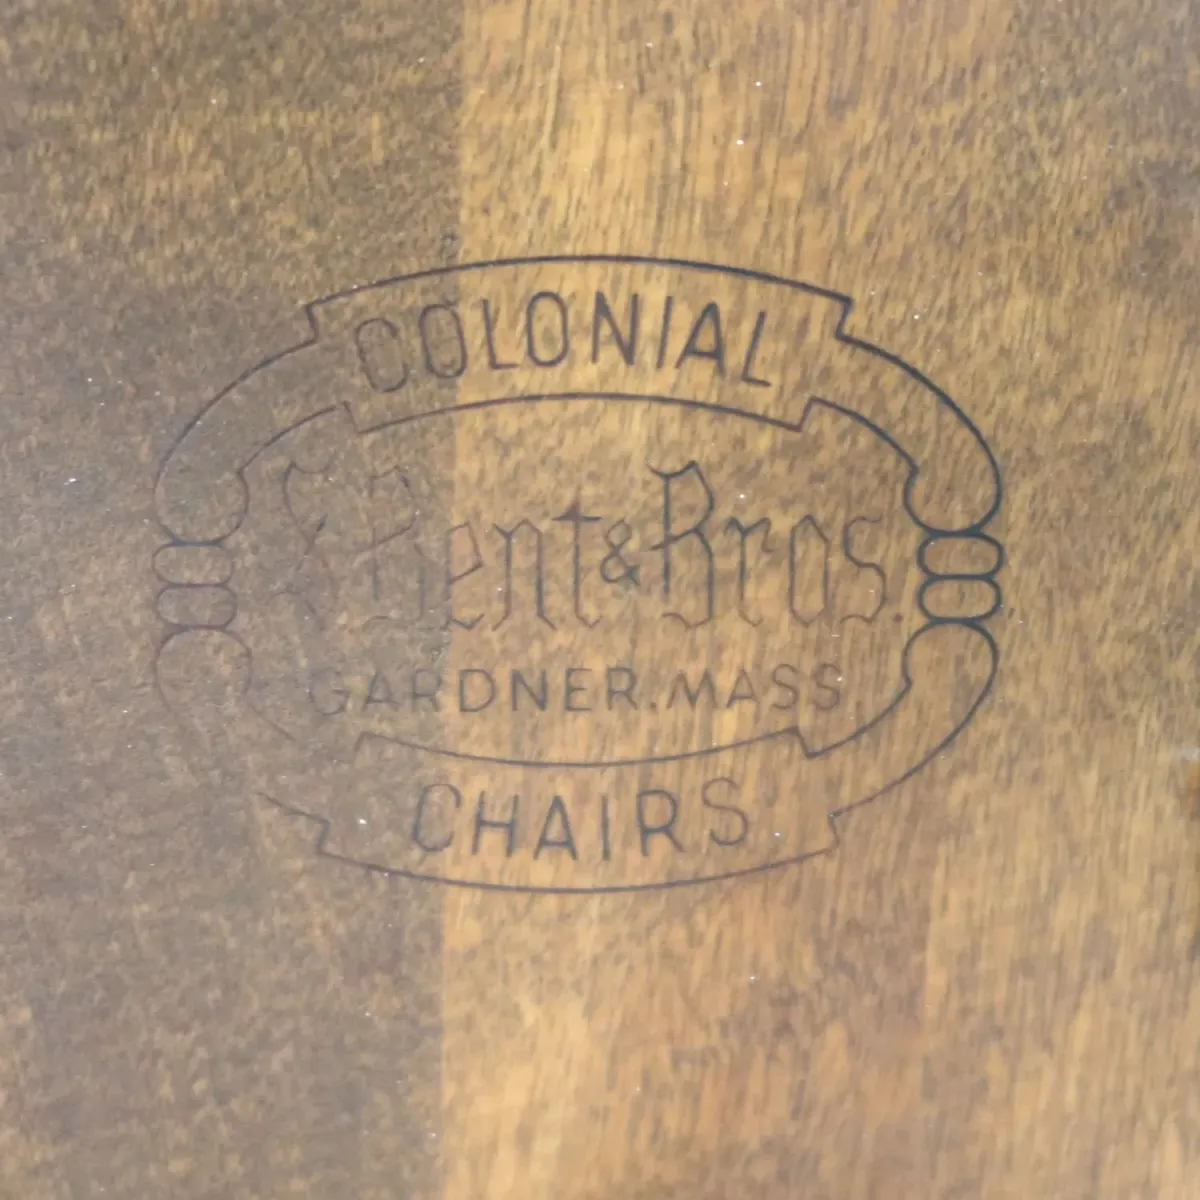 COLONIAL
S Bent & Bros.
GARDNER. MASS.
CHAIRS